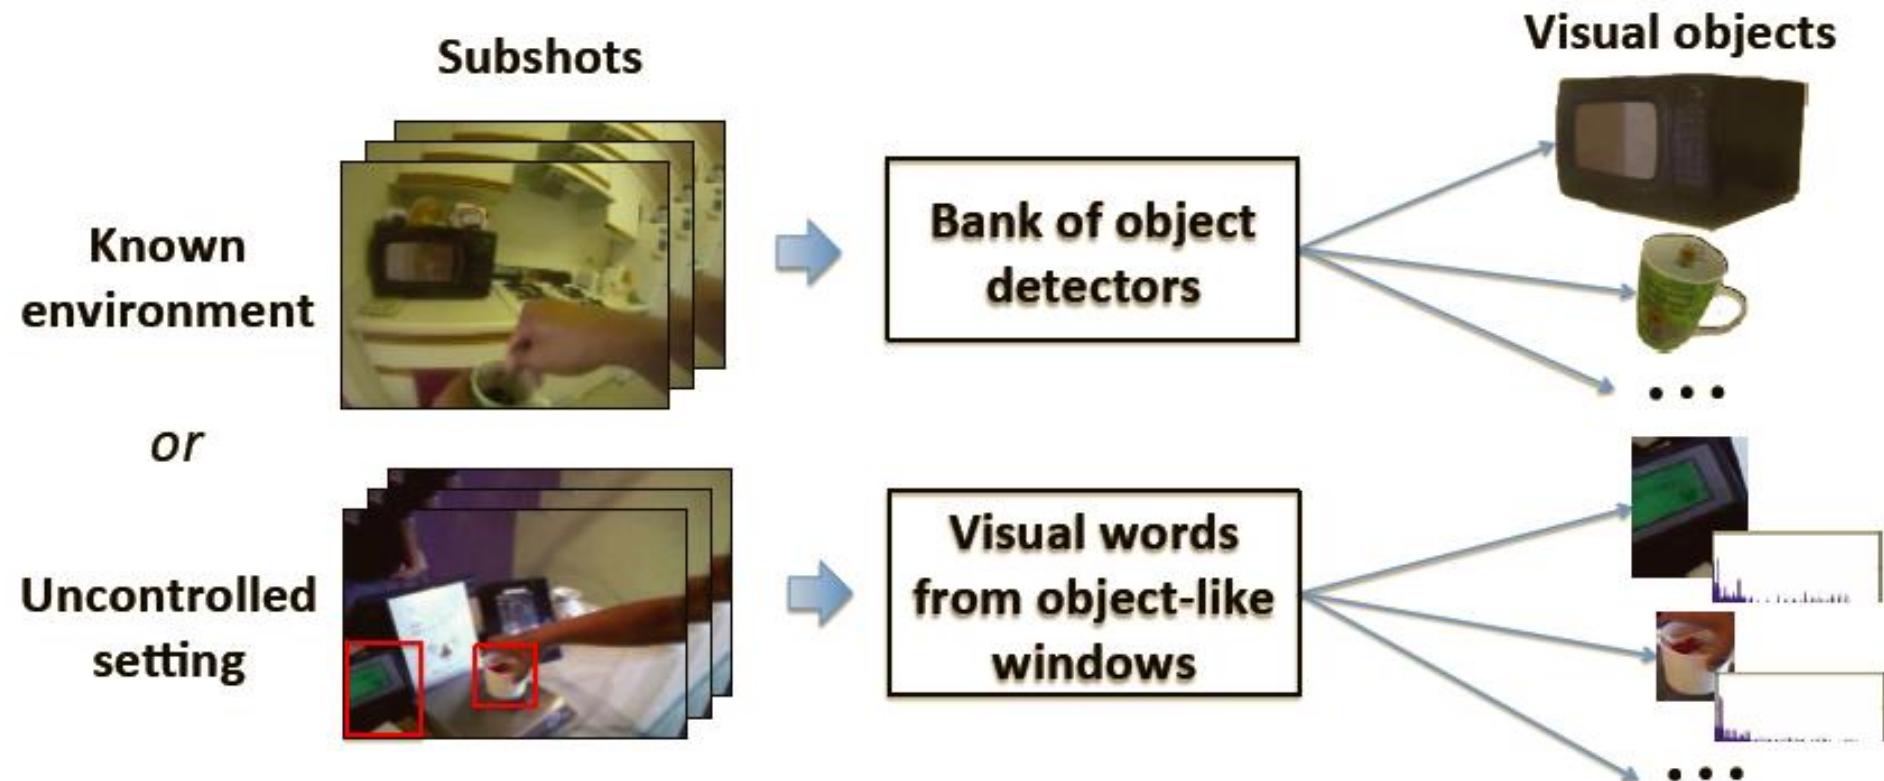 Subshots
Visual objects
Known
environment
Bank of object
detectors
• • •
or
Uncontrolled
setting
Visual words
from object-like
windows
• • •